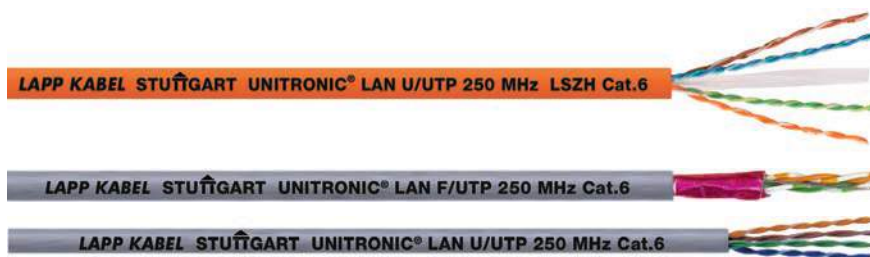 LAPP KABEL STUTTGART UNITRONIC® LAN U/UTP 250 MHz LSZH Cat.6
LAPP KABEL STUTTGART UNITRONIC® LAN F/UTP 250 MHz Cat.6
LAPP KABEL STUTTGART UNITRONIC® LAN U/UTP 250 MHz Cat.6